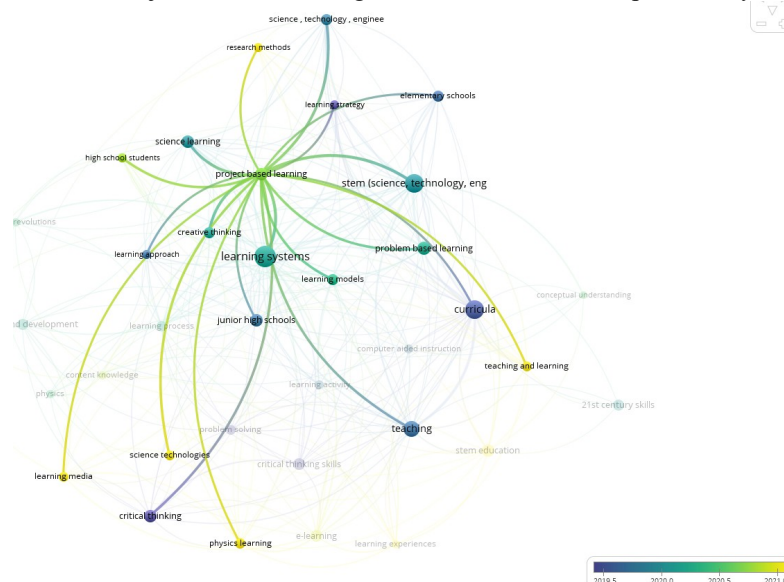 science , technology , enginee
research methods
elementary schools
learning strategy
science learning
high school students
project based learning
stem (science, technology, eng
revolutions
creative thinking
problem based learning
learning approach
learning systems
learning models
conceptual understanding
curricula
junior high schools
d development
learning process
computer aided instruction
teaching and learning
content knowledge
learning activity
physics
21st century skills
problem solving
teaching
stem education
science technologies
critical thinking skills
learning media
critical thinking
e-learning
physics learning
learning experiences
2019.5 2020.0 2020.5